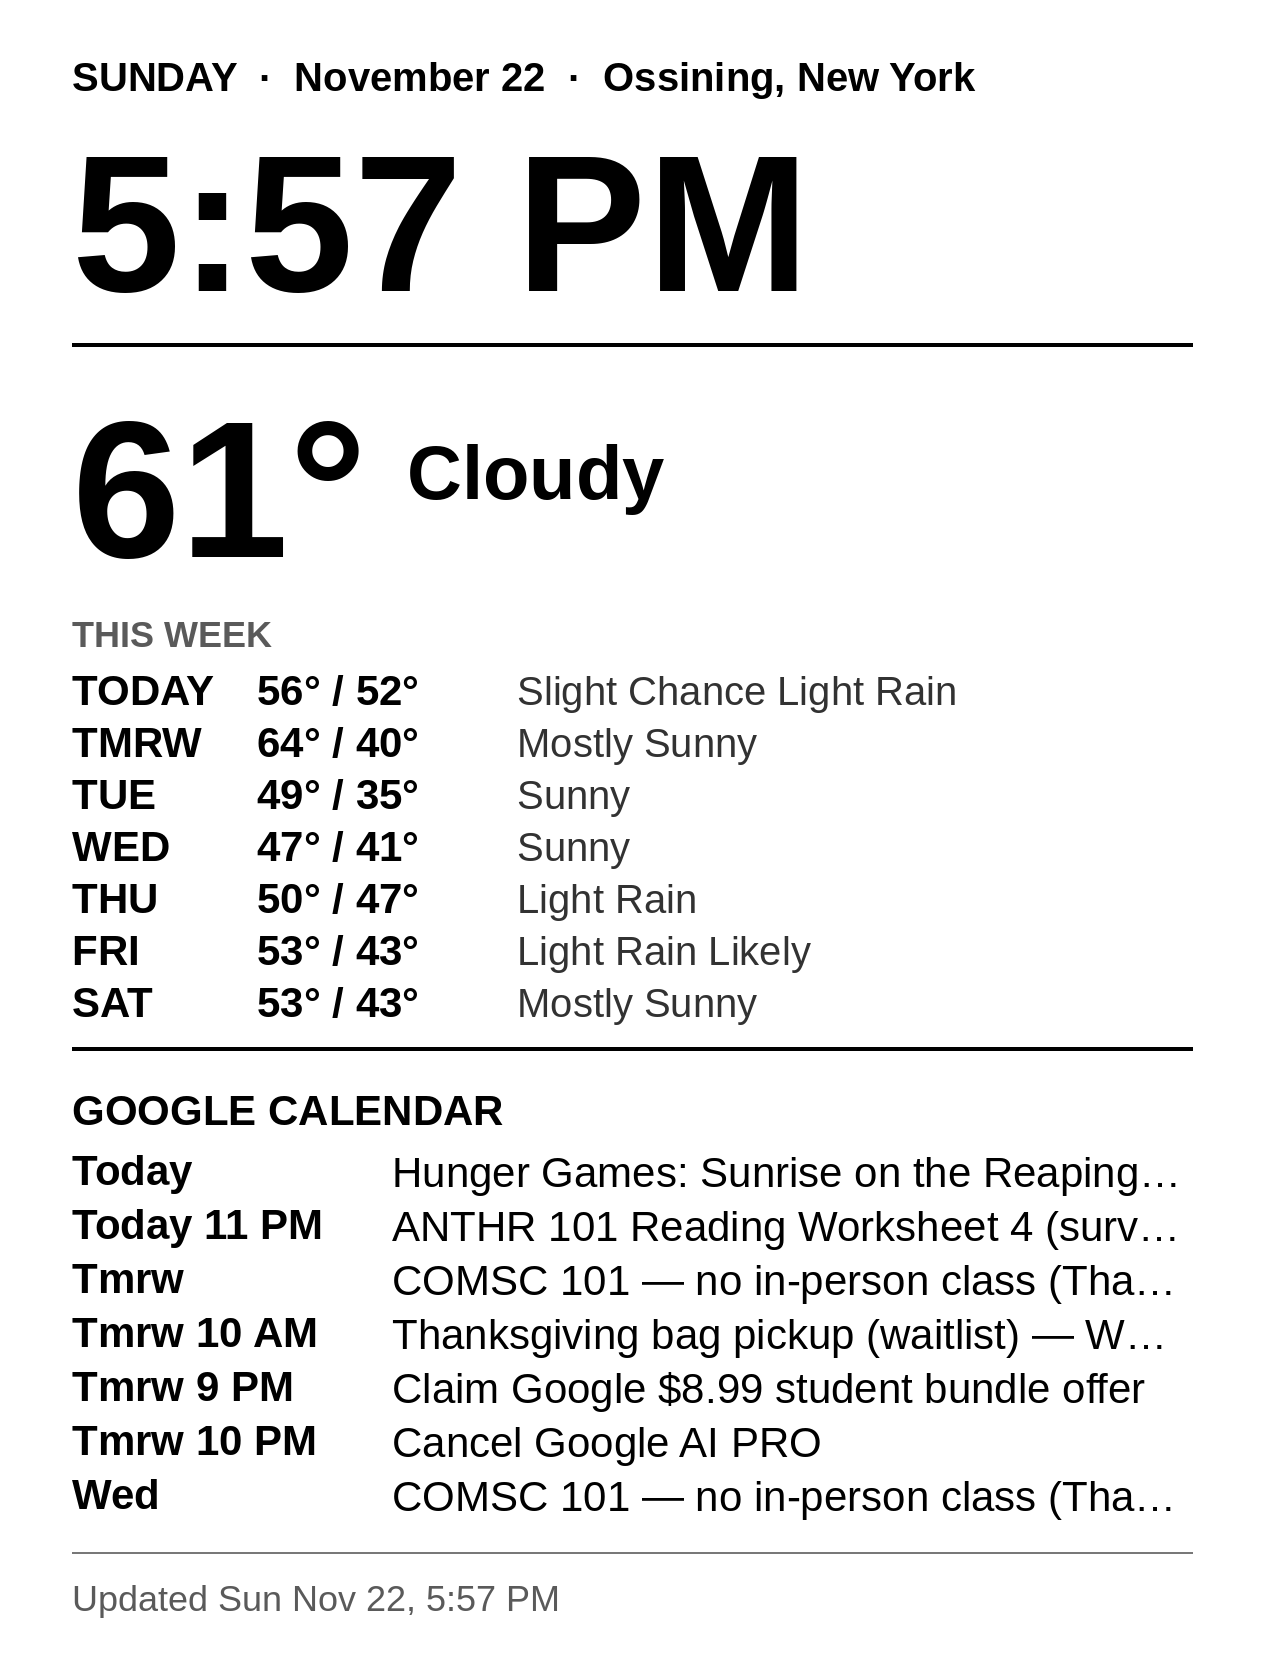 SUNDAY · November 22 · Ossining, New York
5:57 PM
61° Cloudy
THIS WEEK
TODAY 56° / 52° Slight Chance Light Rain
TMRW 64° / 40° Mostly Sunny
TUE 49° / 35° Sunny
WED 47° / 41° Sunny
THU 50° / 47° Light Rain
FRI 53° / 43° Light Rain Likely
SAT 53° / 43° Mostly Sunny
GOOGLE CALENDAR
Today Hunger Games: Sunrise on the Reaping…
Today 11 PM ANTHR 101 Reading Worksheet 4 (surv…
Tmrw COMSC 101 — no in-person class (Tha…
Tmrw 10 AM Thanksgiving bag pickup (waitlist) — W…
Tmrw 9 PM Claim Google $8.99 student bundle offer
Tmrw 10 PM Cancel Google AI PRO
Wed COMSC 101 — no in-person class (Tha…
Updated Sun Nov 22, 5:57 PM